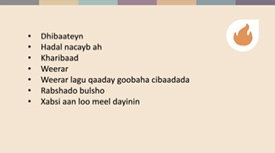 • Dhibaateyn
• Hadal nacayb ah
• Kharibaad
• Weerar
• Weerar lagu qaaday goobaha cibaadada
• Rabshado bulsho
• Xabsi aan loo meel dayinin